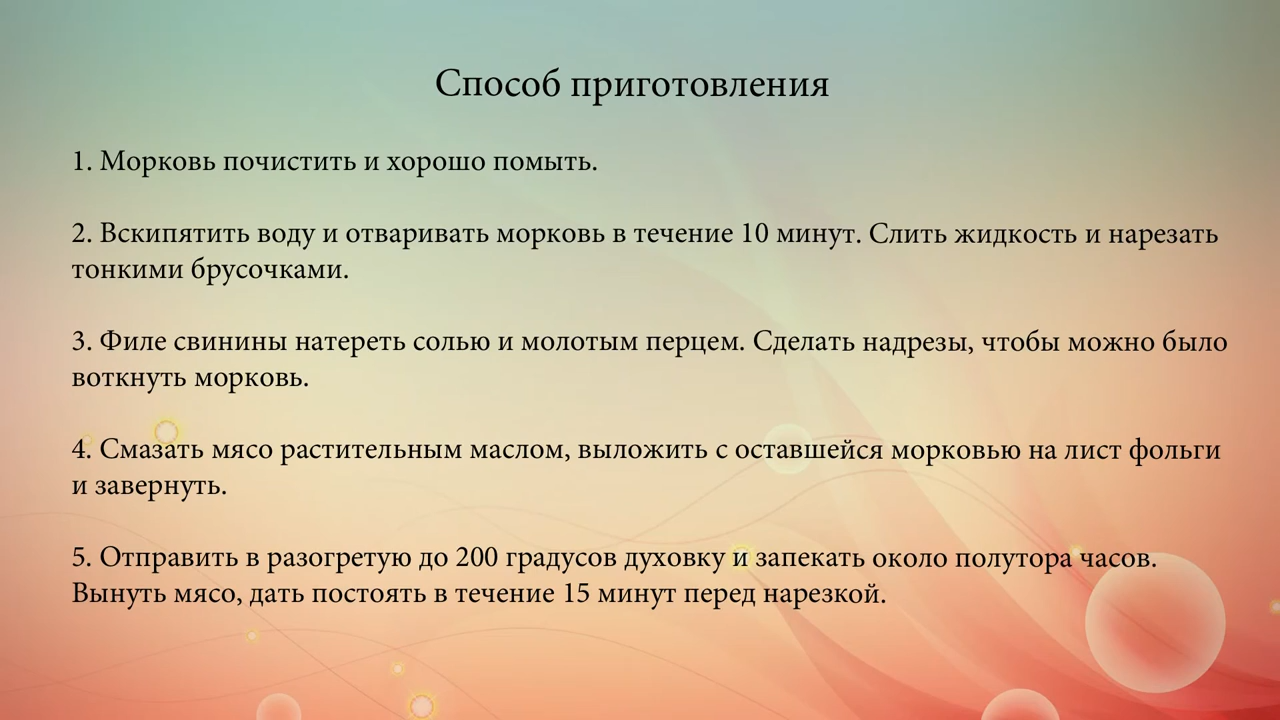 Способ приготовления
1. Морковь почистить и хорошо помыть.
2. Вскипятить воду и отваривать морковь в течение 10 минут. Слить жидкость и нарезать
тонкими брусочками.
3. Филе свинины натереть солью и молотым перцем. Сделать надрезы, чтобы можно было
воткнуть морковь.
4. Смазать мясо растительным маслом, выложить с оставшейся морковью на лист фольги
и завернуть.
5. Отправить в разогретую до 200 градусов духовку и запекать около полутора часов.
Вынуть мясо, дать постоять в течение 15 минут перед нарезкой.